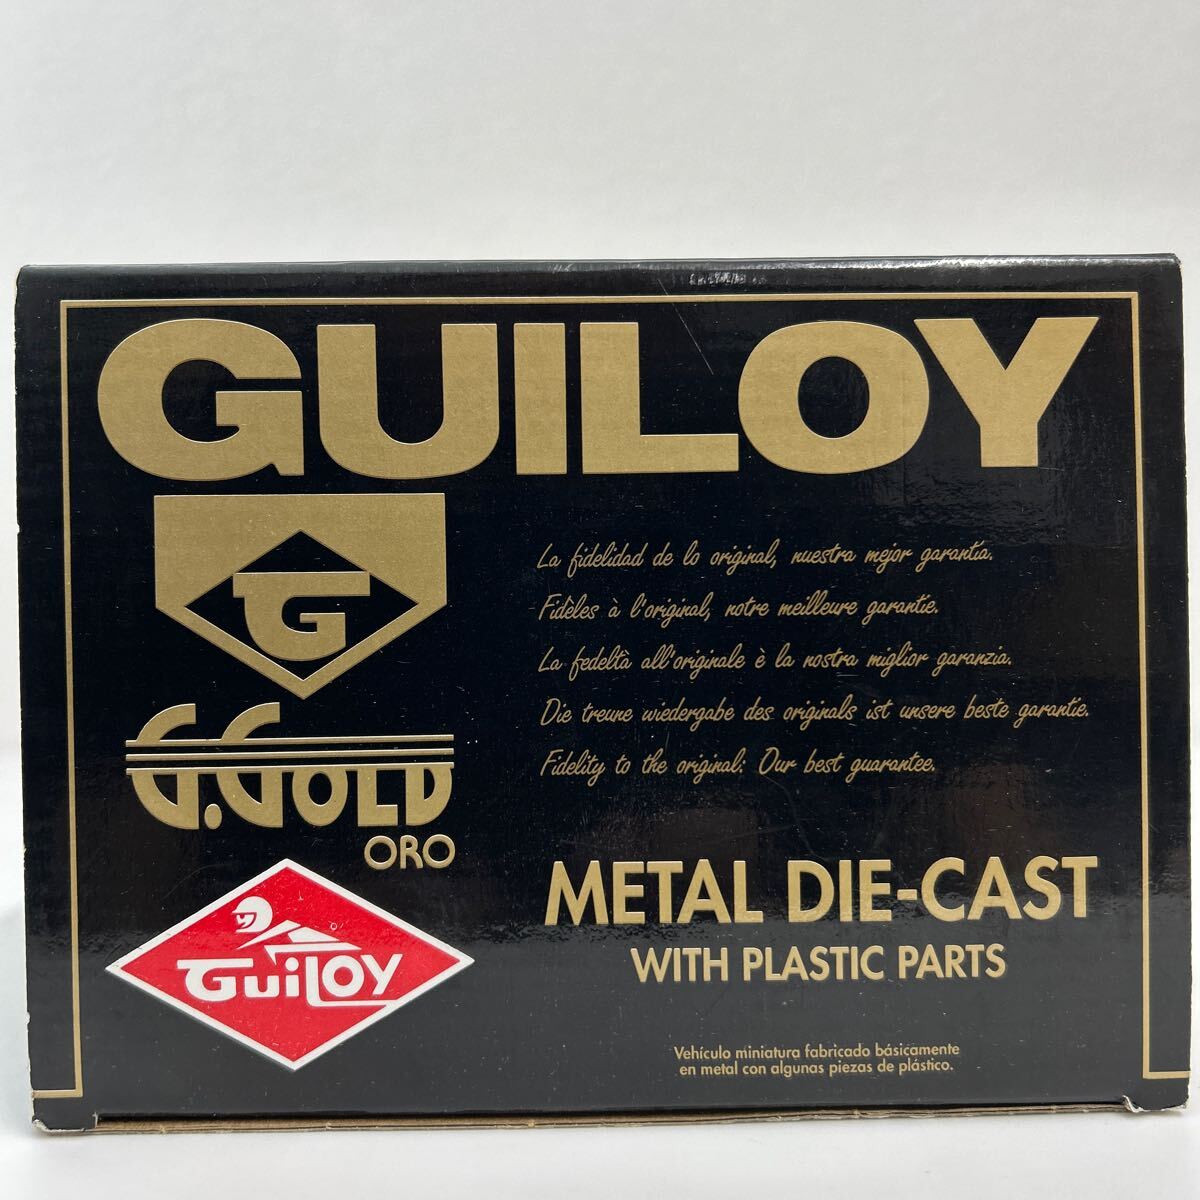 GUILOY
G
G.GOLD
ORO
La fidelidad de lo original, nuestra mejor garantía.
Fidèles à l'original, notre meilleure garantie.
La fedeltà all'originale è la nostra miglior garanzia.
Die treune wiedergabe des originals ist unsere beste garantie.
Fidelity to the original: Our best guarantee.
GUiLOY
METAL DIE-CAST
WITH PLASTIC PARTS
Vehículo miniatura fabricado básicamente
en metal con algunas piezas de plástico.